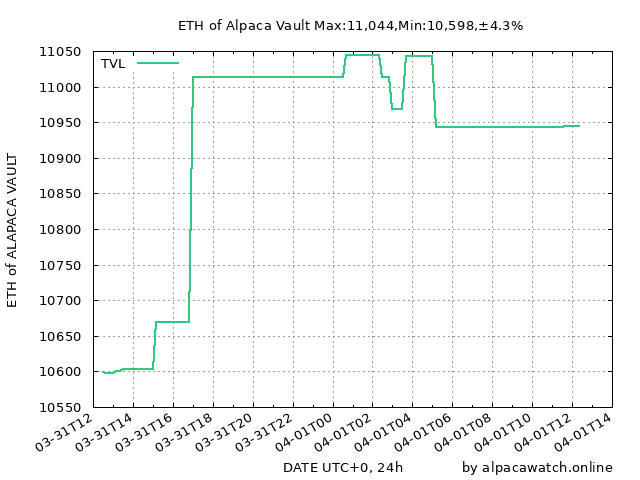 ETH of Alpaca Vault Max:11,044,Min:10,598,±4.3%
TVL
11050
11000
10950
10900
10850
10800
10750
10700
10650
10600
10550
ETH of ALAPACA VAULT
03-31T12
03-31T14
03-31T16
03-31T18
03-31T20
03-31T22
04-01T00
04-01T02
04-01T04
04-01T06
04-01T08
04-01T10
04-01T12
04-01T14
DATE UTC+0, 24h
by alpacawatch.online